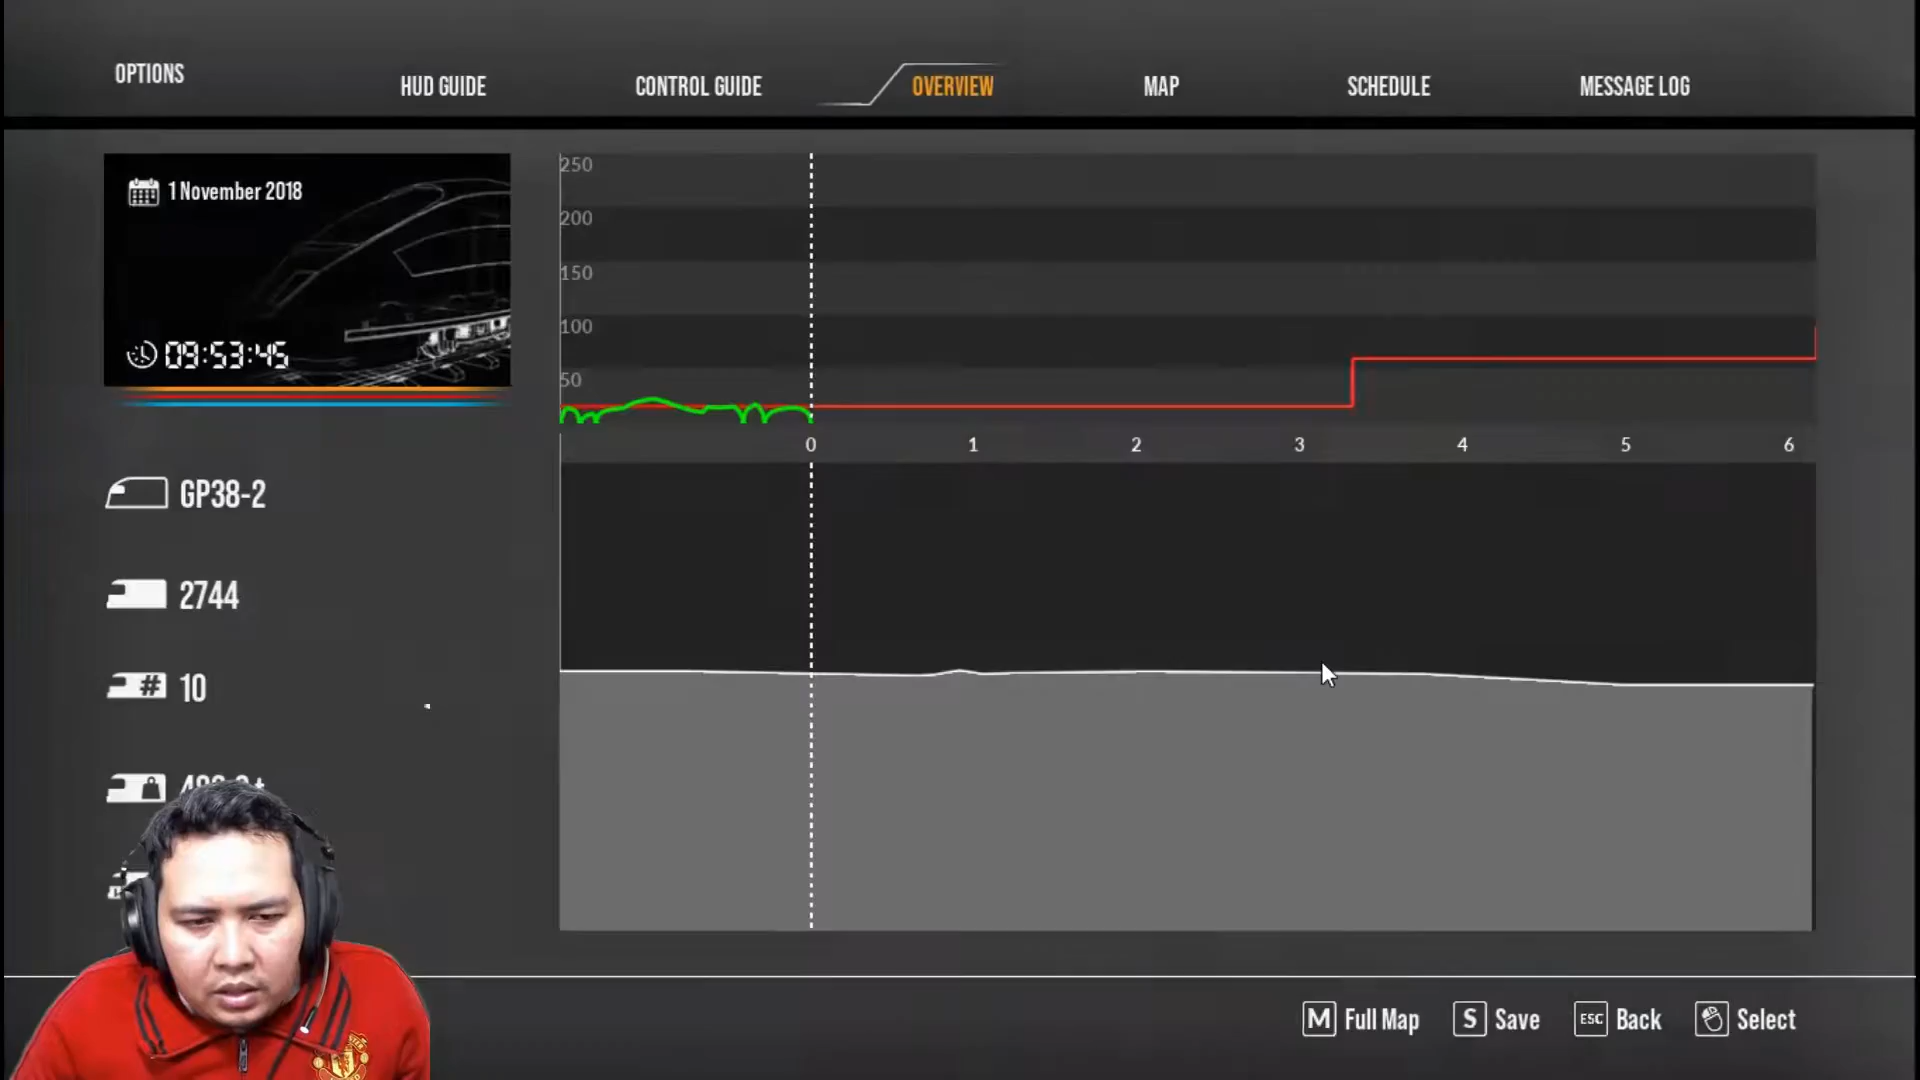 OPTIONS
HUD GUIDE
CONTROL GUIDE
OVERVIEW
MAP
SCHEDULE
MESSAGE LOG
1 November 2018
09:53:45
GP38-2
2744
# 10
250
200
150
100
50
0 1 2 3 4 5 6
M Full Map
S Save
ESC Back
Select